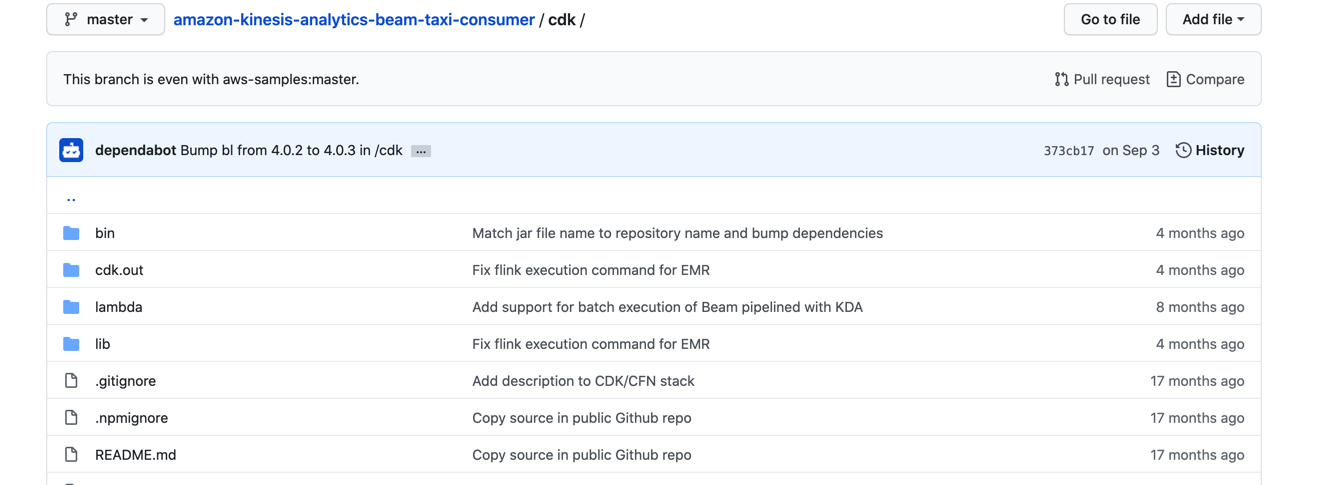 master amazon-kinesis-analytics-beam-taxi-consumer / cdk / Go to file Add file
This branch is even with aws-samples:master. Pull request Compare
dependabot Bump bl from 4.0.2 to 4.0.3 in /cdk ... 373cb17 on Sep 3 History
..
bin Match jar file name to repository name and bump dependencies 4 months ago
cdk.out Fix flink execution command for EMR 4 months ago
lambda Add support for batch execution of Beam pipelined with KDA 8 months ago
lib Fix flink execution command for EMR 4 months ago
.gitignore Add description to CDK/CFN stack 17 months ago
.npmignore Copy source in public Github repo 17 months ago
README.md Copy source in public Github repo 17 months ago